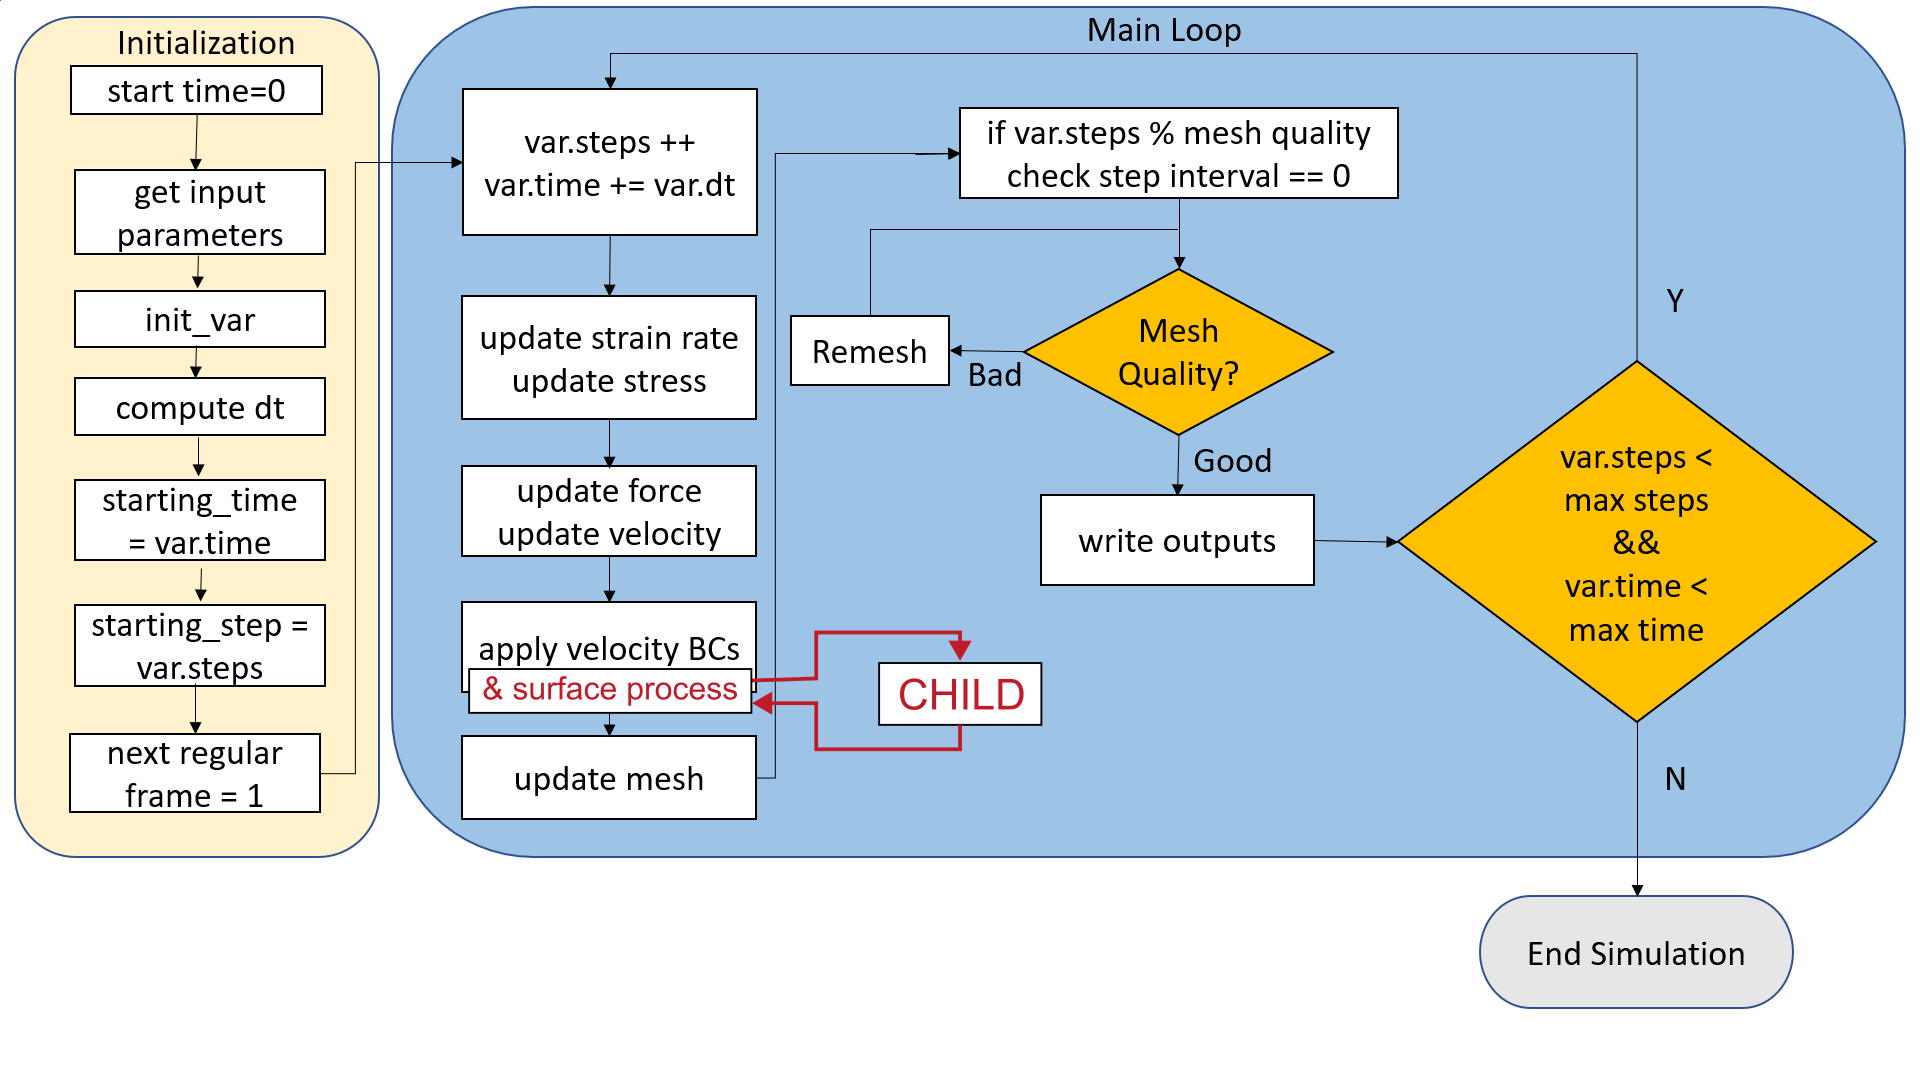 Initialization
start time=0
get input
parameters
init_var
compute dt
starting_time
= var.time
starting_step =
var.steps
next regular
frame = 1
Main Loop
var.steps ++
var.time += var.dt
update strain rate
update stress
update force
update velocity
apply velocity BCs
& surface process
CHILD
update mesh
if var.steps % mesh quality
check step interval == 0
Mesh
Quality?
Bad
Remesh
Good
write outputs
var.steps <
max steps
&&
var.time <
max time
Y
N
End Simulation